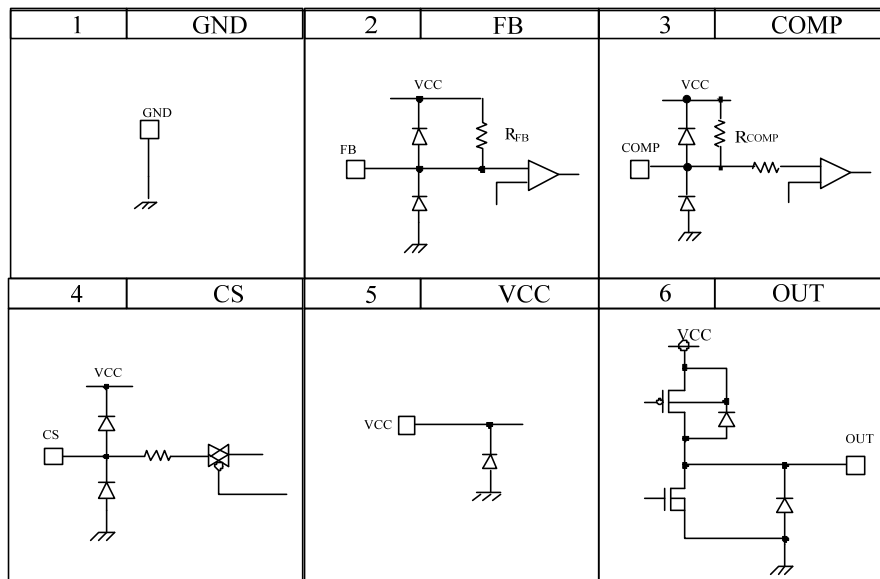 1 GND 2 FB 3 COMP
GND
VCC
FB
RFB
VCC
COMP
RCOMP
4 CS 5 VCC 6 OUT
VCC
CS
VCC
VCC
OUT